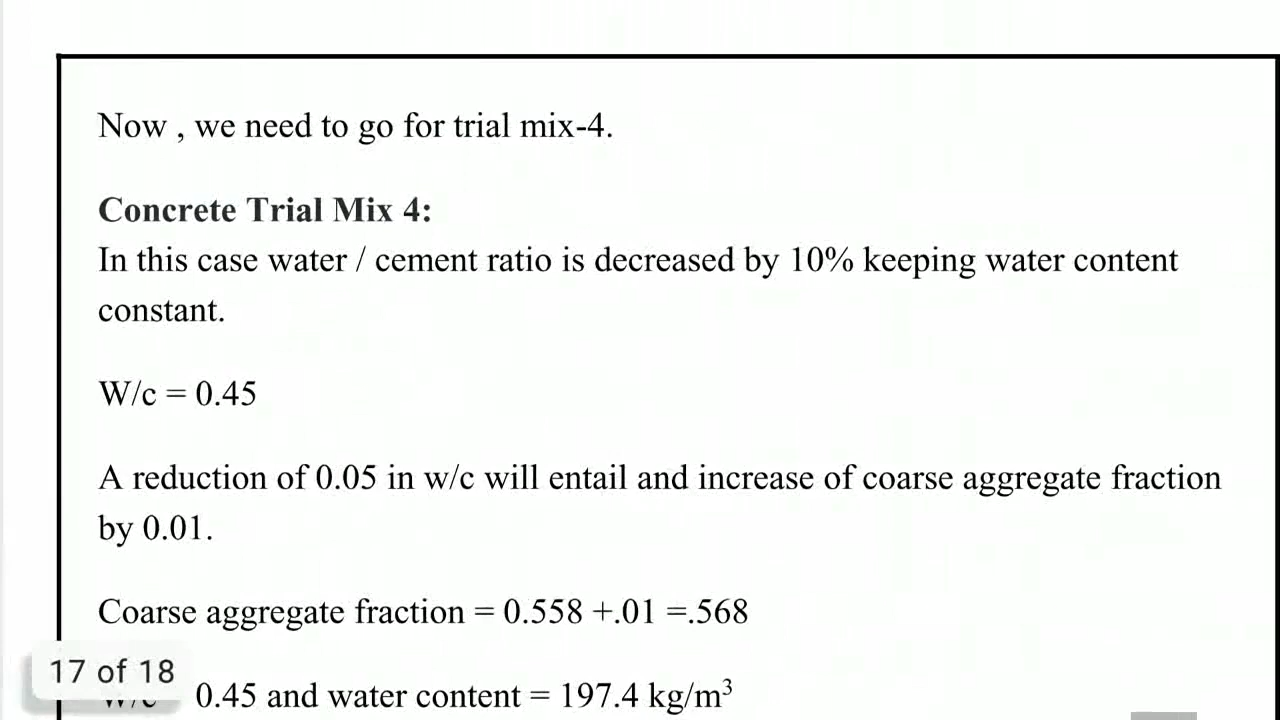 Now , we need to go for trial mix-4.
Concrete Trial Mix 4:
In this case water / cement ratio is decreased by 10% keeping water content
constant.
W/c = 0.45
A reduction of 0.05 in w/c will entail and increase of coarse aggregate fraction
by 0.01.
Coarse aggregate fraction = 0.558 +.01 =.568
17 of 18
0.45 and water content = 197.4 kg/m³